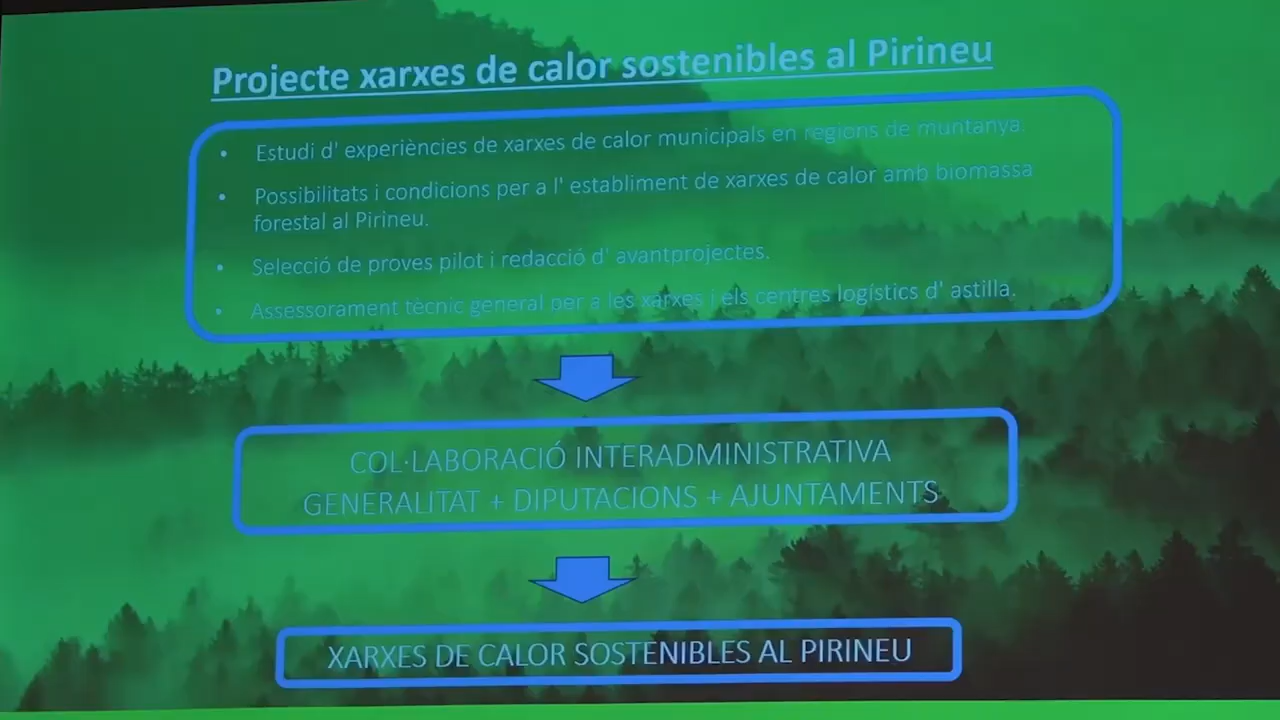 Projecte xarxes de calor sostenibles al Pirineu
• Estudi d' experiències de xarxes de calor municipals en regions de muntanya.
• Possibilitats i condicions per a l' establiment de xarxes de calor amb biomassa
forestal al Pirineu.
• Selecció de proves pilot i redacció d' avantprojectes.
• Assessorament tècnic general per a les xarxes i els centres logístics d' astilla.
COL·LABORACIÓ INTERADMINISTRATIVA
GENERALITAT + DIPUTACIONS + AJUNTAMENTS
XARXES DE CALOR SOSTENIBLES AL PIRINEU